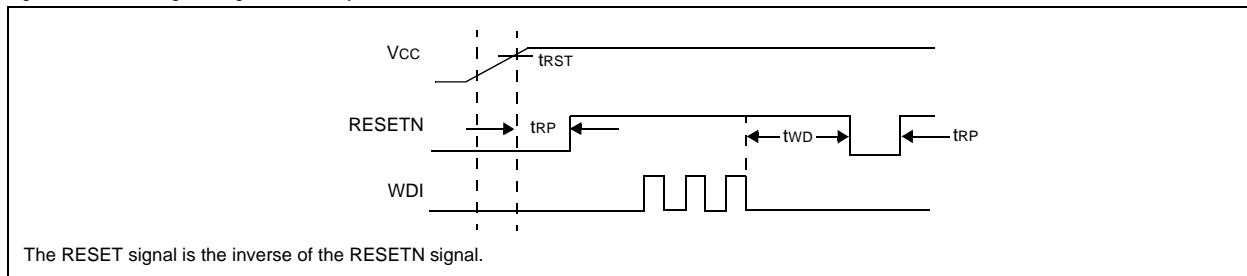 VCC
tRST
RESETN
tRP
tWD
tRP
WDI
The RESET signal is the inverse of the RESETN signal.